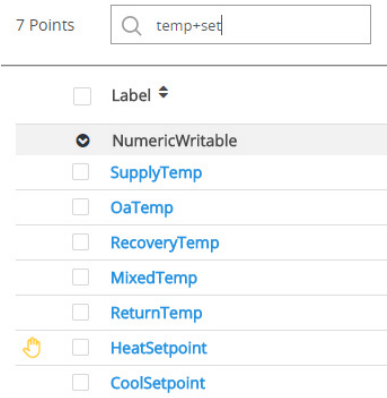 7 Points
temp+set
Label
NumericWritable
SupplyTemp
OaTemp
RecoveryTemp
MixedTemp
ReturnTemp
HeatSetpoint
CoolSetpoint